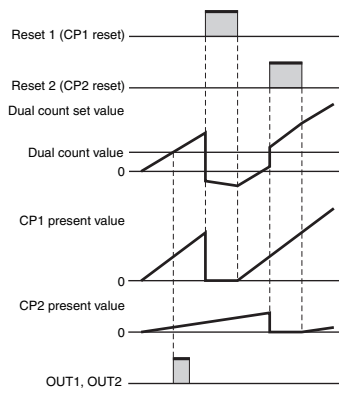 Reset 1 (CP1 reset)
Reset 2 (CP2 reset)
Dual count set value
Dual count value
0
CP1 present value
0
CP2 present value
0
OUT1, OUT2